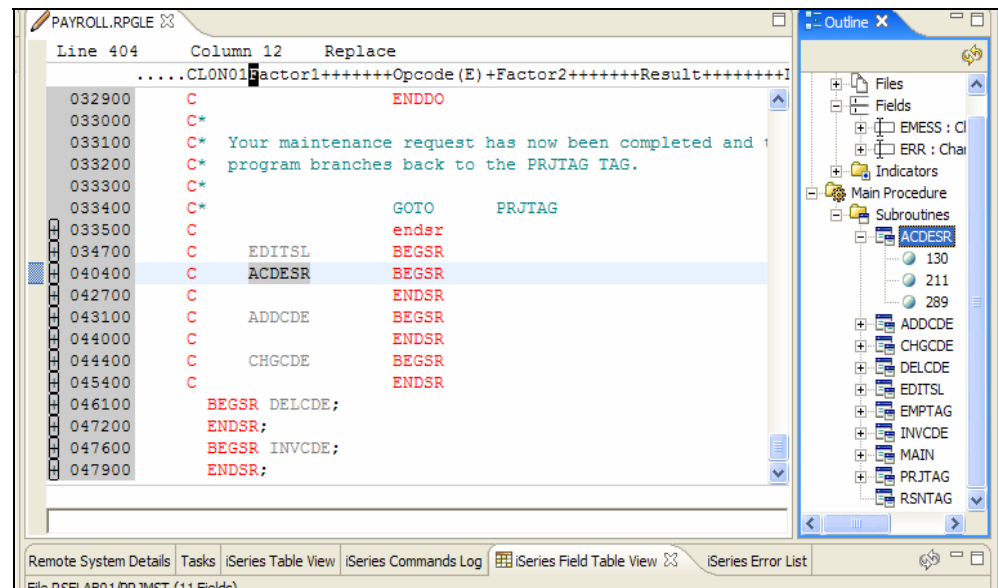 PAYROLL.RPGLE
Line 404 Column 12 Replace
.....CL0N01Factor1+++++++Opcode(E)+Factor2+++++++Result++++++++
032900 C ENDDO
033000 C*
033100 C* Your maintenance request has now been completed and
033200 C* program branches back to the PRJTAG TAG.
033300 C*
033400 C* GOTO PRJTAG
033500 C endsr
034700 C EDITSL BEGSR
040400 C ACDESR BEGSR
042700 C ENDSR
043100 C ADDCDE BEGSR
044000 C ENDSR
044400 C CHGCDE BEGSR
045400 C ENDSR
046100 BEGSR DELCDE;
047200 ENDSR;
047600 BEGSR INVCDE;
047900 ENDSR;
Outline
Files
Fields
EMESS : Cl
ERR : Char
Indicators
Main Procedure
Subroutines
ACDESR
130
211
289
ADDCDE
CHGCDE
DELCDE
EDITSL
EMPTAG
INVCDE
MAIN
PRJTAG
RSNTAG
Remote System Details Tasks iSeries Table View iSeries Commands Log iSeries Field Table View iSeries Error List